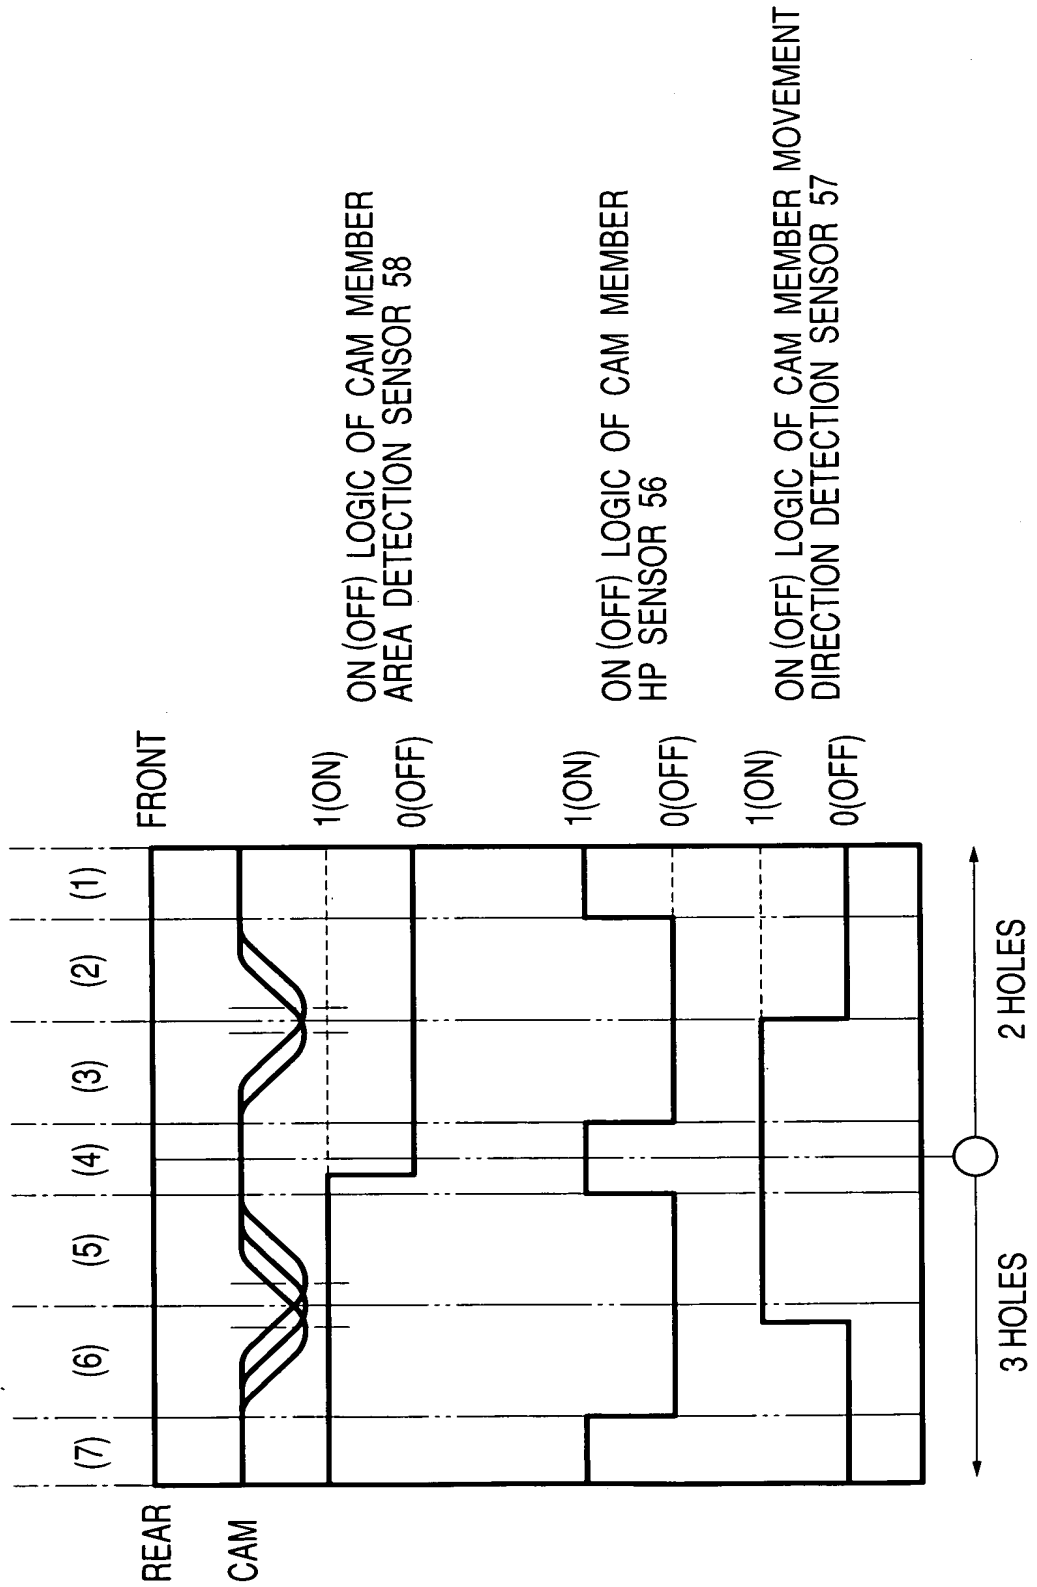 (7) (6) (5) (4) (3) (2) (1)
REAR
FRONT
CAM
1(ON)
0(OFF)
ON (OFF) LOGIC OF CAM MEMBER
AREA DETECTION SENSOR 58
1(ON)
0(OFF)
ON (OFF) LOGIC OF CAM MEMBER
HP SENSOR 56
1(ON)
0(OFF)
ON (OFF) LOGIC OF CAM MEMBER MOVEMENT
DIRECTION DETECTION SENSOR 57
3 HOLES
2 HOLES